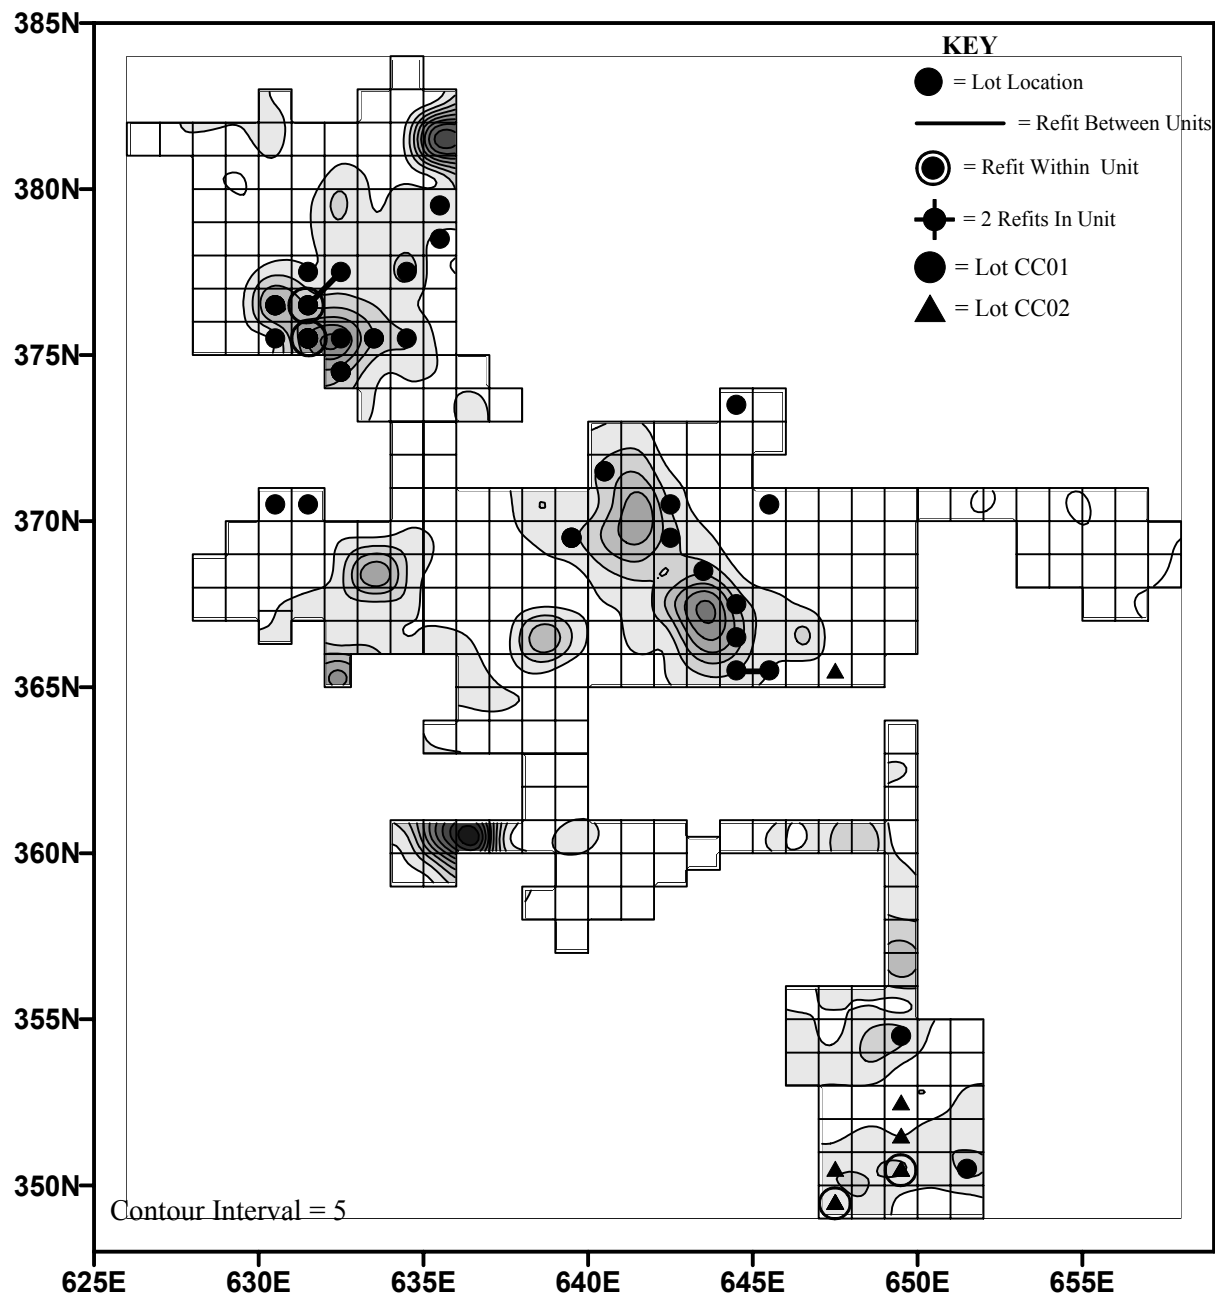 385N
KEY
= Lot Location
= Refit Between Units
= Refit Within Unit
380N
= 2 Refits In Unit
= Lot CC01
= Lot CC02
375N
370N
365N
360N
355N
350N
Contour Interval = 5
625E 630E 635E 640E 645E 650E 655E